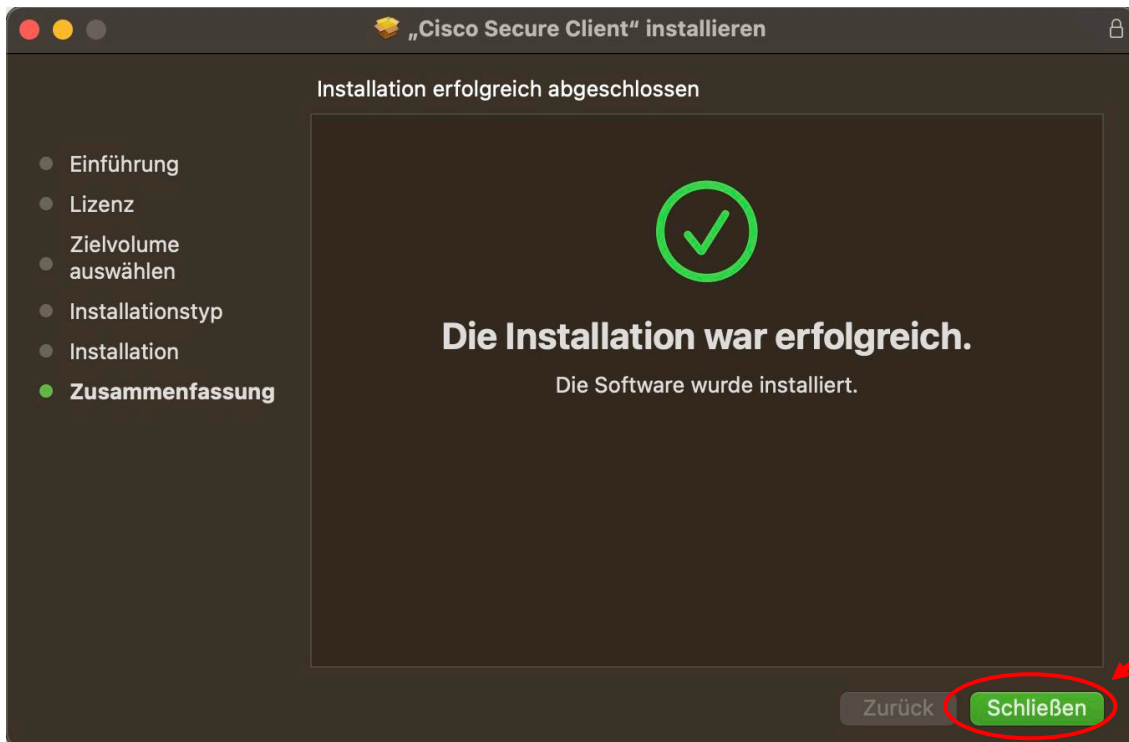 „Cisco Secure Client“ installieren
Installation erfolgreich abgeschlossen
Einführung
Lizenz
Zielvolume
auswählen
Installationstyp
Installation
Zusammenfassung
Die Installation war erfolgreich.
Die Software wurde installiert.
Zurück
Schließen